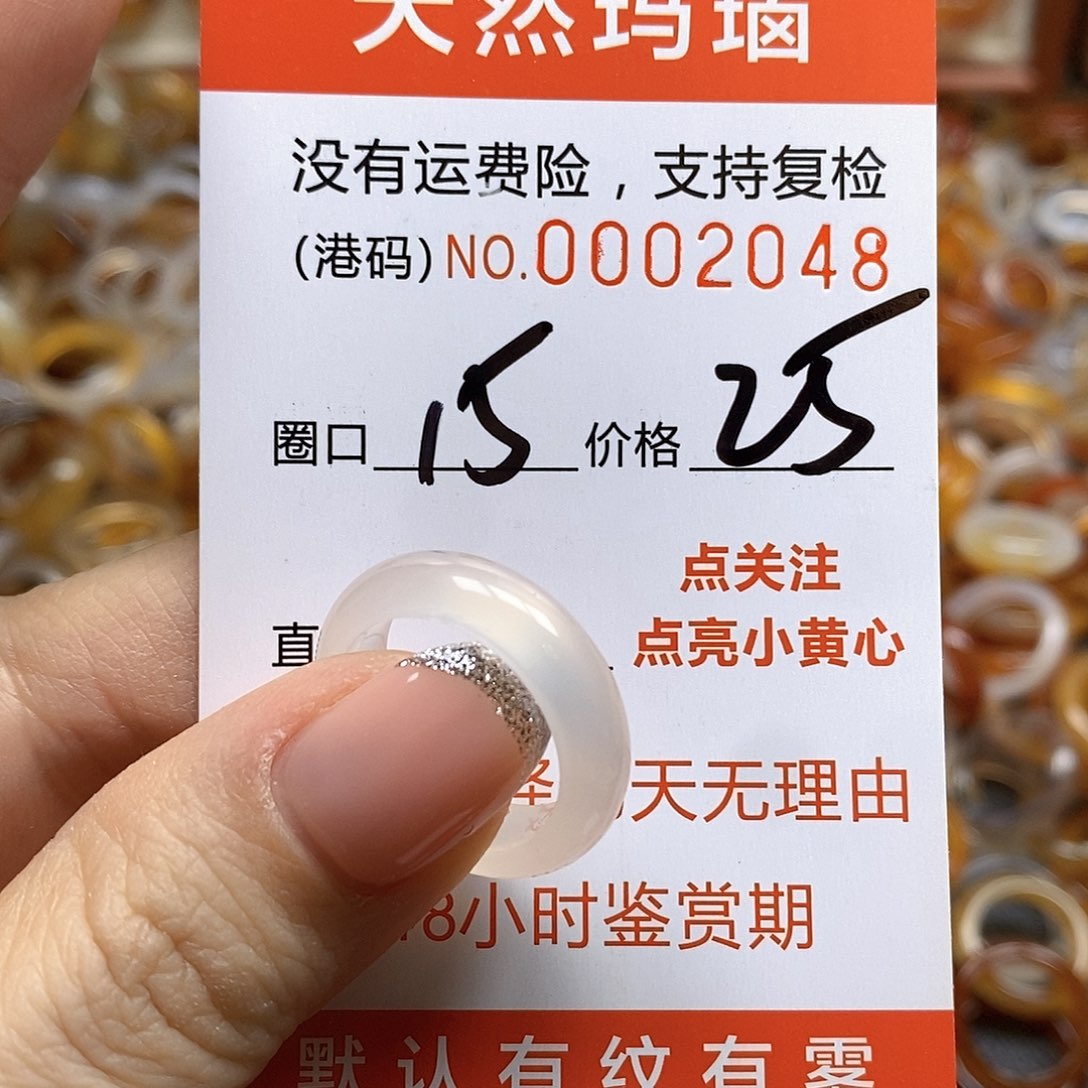 天然玛瑙
没有运费险，支持复检
(港码) NO.0002048
圈口 15 价格 25
点关注
直
点亮小黄心
天无理由
8小时鉴赏期
默认有纹有雾